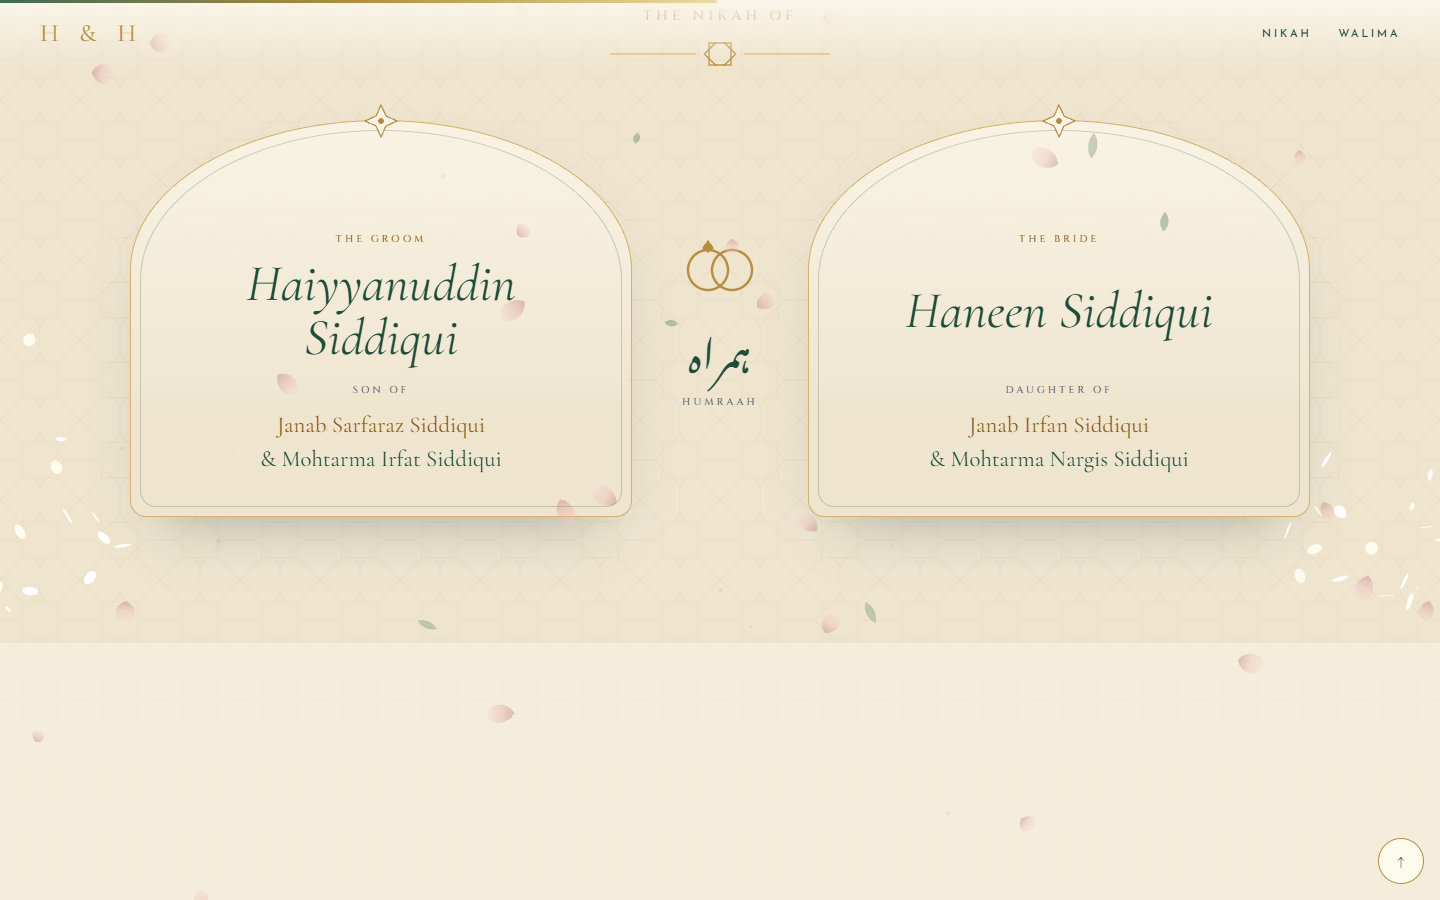 THE NIKAH OF
H & H
NIKAH
WALIMA
THE GROOM
Haiyyanuddin
Siddiqui
SON OF
Janab Sarfaraz Siddiqui
& Mohtarma Irfat Siddiqui
ہمراہ
HUMRAAH
THE BRIDE
Haneen Siddiqui
DAUGHTER OF
Janab Irfan Siddiqui
& Mohtarma Nargis Siddiqui
↑